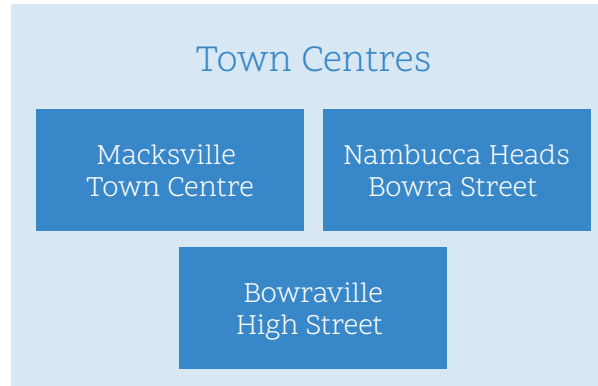 Town Centres
Macksville
Town Centre
Nambucca Heads
Bowra Street
Bowraville
High Street